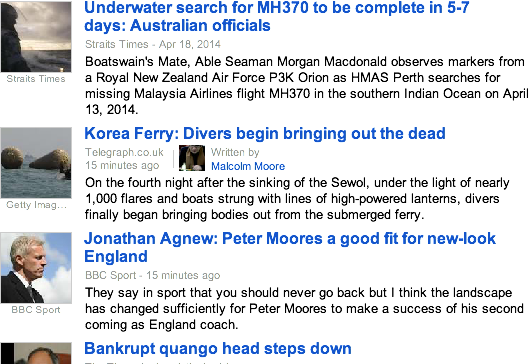 Underwater search for MH370 to be complete in 5-7
days: Australian officials
Straits Times - Apr 18, 2014
Boatswain's Mate, Able Seaman Morgan Macdonald observes markers from
a Royal New Zealand Air Force P3K Orion as HMAS Perth searches for
missing Malaysia Airlines flight MH370 in the southern Indian Ocean on April
13, 2014.
Straits Times
Korea Ferry: Divers begin bringing out the dead
Telegraph.co.uk
15 minutes ago
Written by
Malcolm Moore
On the fourth night after the sinking of the Sewol, under the light of nearly
1,000 flares and boats strung with lines of high-powered lanterns, divers
finally began bringing bodies out from the submerged ferry.
Getty Imag...
Jonathan Agnew: Peter Moores a good fit for new-look
England
BBC Sport - 15 minutes ago
They say in sport that you should never go back but I think the landscape
has changed sufficiently for Peter Moores to make a success of his second
coming as England coach.
BBC Sport
Bankrupt quango head steps down